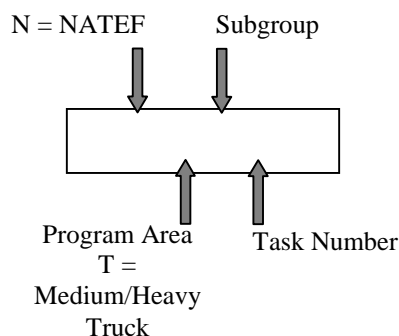 N = NATEF
Subgroup
Program Area
T =
Medium/Heavy
Truck
Task Number